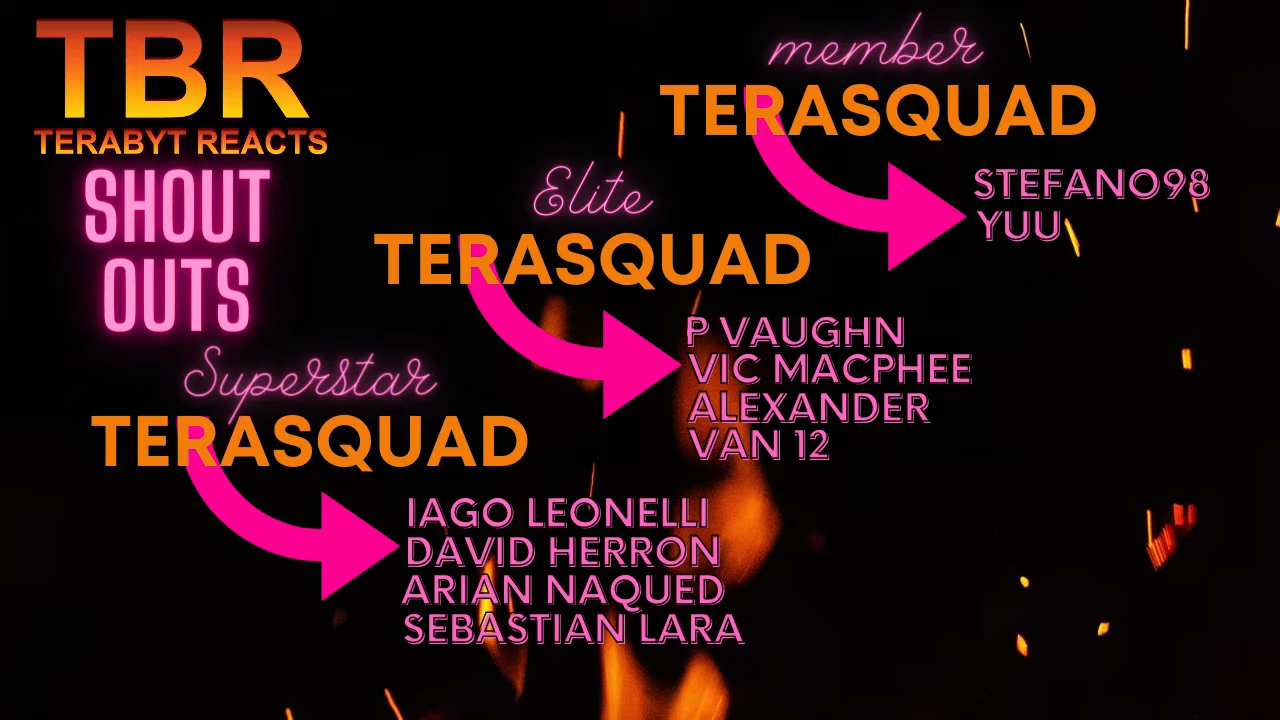 TBR
TERABYT REACTS
SHOUT
OUTS
member
TERASQUAD
STEFANO98
YUU
Elite
TERASQUAD
P VAUGHN
VIC MACPHEE
ALEXANDER
VAN 12
Superstar
TERASQUAD
IAGO LEONELLI
DAVID HERRON
ARIAN NAQUED
SEBASTIAN LARA